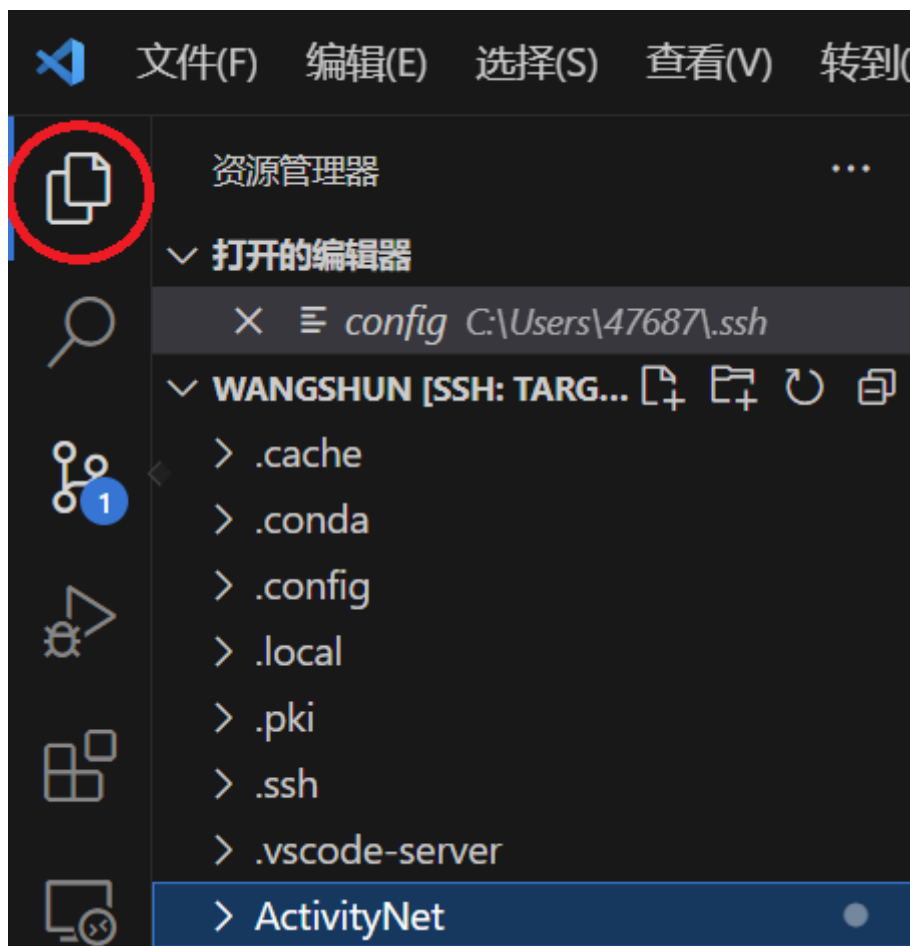 文件(F) 编辑(E) 选择(S) 查看(V) 转到(
资源管理器 ···
打开的编辑器
config C:\Users\47687\.ssh
WANGSHUN [SSH: TARG...
.cache
.conda
.config
1
.local
.pki
.ssh
.vscode-server
ActivityNet